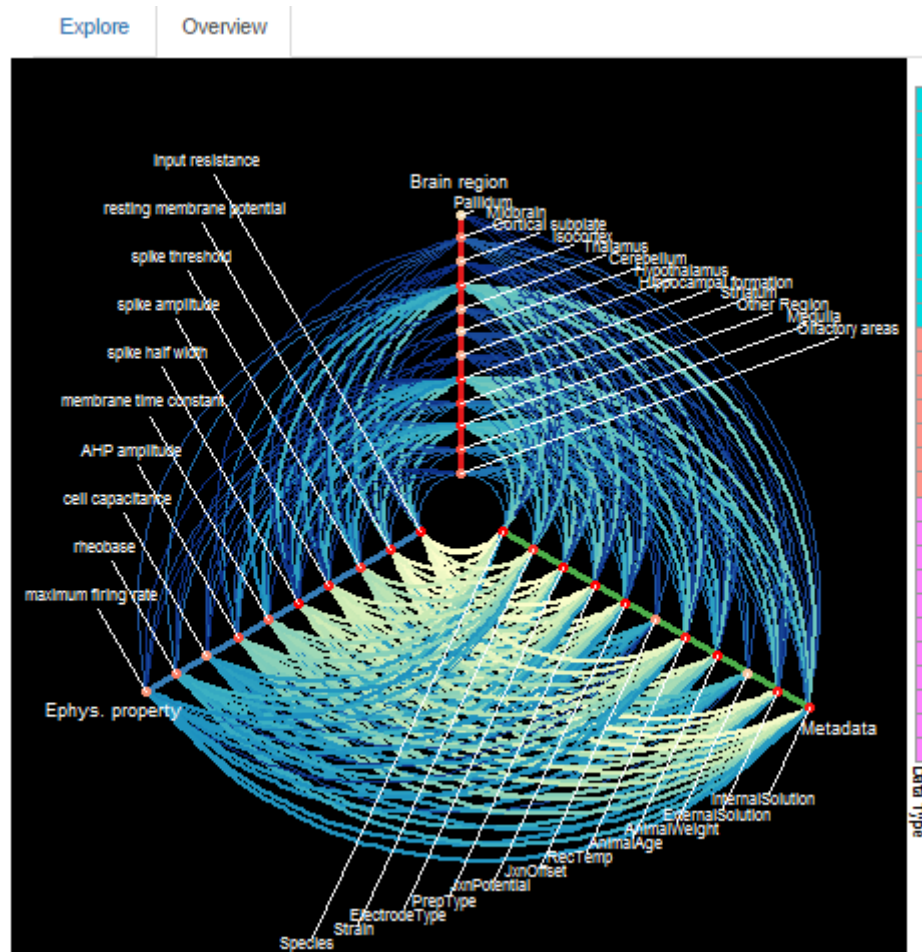 Explore
Overview
Input resistance
resting membrane potential
spike threshold
spike amplitude
spike half width
membrane time constant
AHP amplitude
cell capacitance
rheobase
maximum firing rate
Ephys. property
Brain region
Pallidum
Midbrain
Cortical subplate
Isocortex
Thalamus
Cerebellum
Hypothalamus
Hippocampal formation
Striatum
Other Region
Medulla
Olfactory areas
Metadata
InternalSolution
ExternalSolution
AnimalWeight
AnimalAge
RecTemp
JxnOffset
JxnPotential
PrepType
ElectrodeType
Strain
Species
Data Type